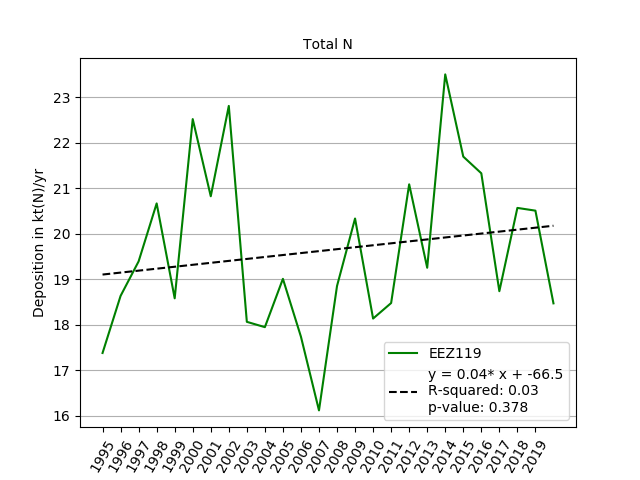 Total N
Deposition in kt(N)/yr
23
22
21
20
19
18
17
16
EEZ119
y = 0.04* x + -66.5
R-squared: 0.03
p-value: 0.378
1995 1996 1997 1998 1999 2000 2001 2002 2003 2004 2005 2006 2007 2008 2009 2010 2011 2012 2013 2014 2015 2016 2017 2018 2019